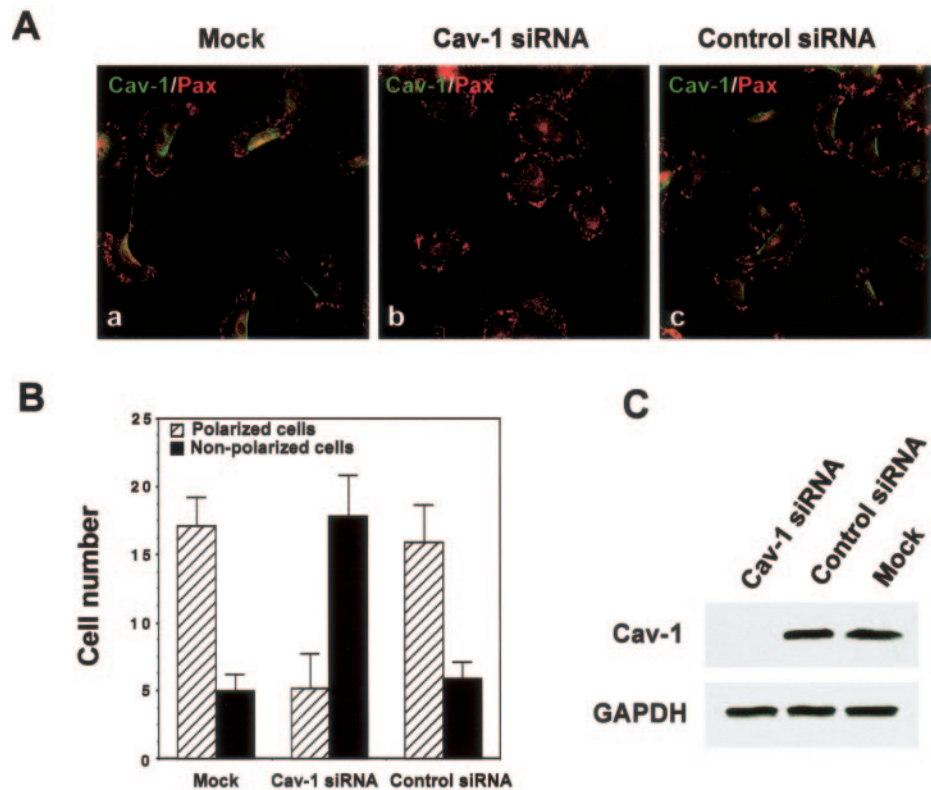 A
Mock
Cav-1 siRNA
Control siRNA
Cav-1/Pax
Cav-1/Pax
Cav-1/Pax
a
b
c
B
25
20
15
10
5
0
Cell number
Polarized cells
Non-polarized cells
Mock
Cav-1 siRNA
Control siRNA
C
Cav-1 siRNA
Control siRNA
Mock
Cav-1
GAPDH